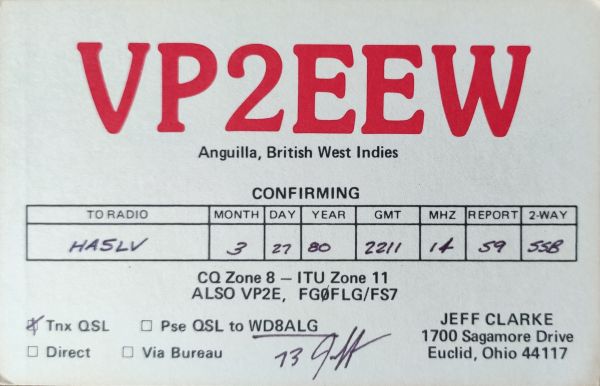 VP2EEW
Anguilla, British West Indies
CONFIRMING
TO RADIO MONTH DAY YEAR GMT MHZ REPORT 2-WAY
HA5LV 3 27 80 2211 14 59 SSB
CQ Zone 8 — ITU Zone 11
ALSO VP2E, FGØFLG/FS7
☒ Tnx QSL ☐ Pse QSL to WD8ALG
☐ Direct ☐ Via Bureau
73 Jeff
JEFF CLARKE
1700 Sagamore Drive
Euclid, Ohio 44117